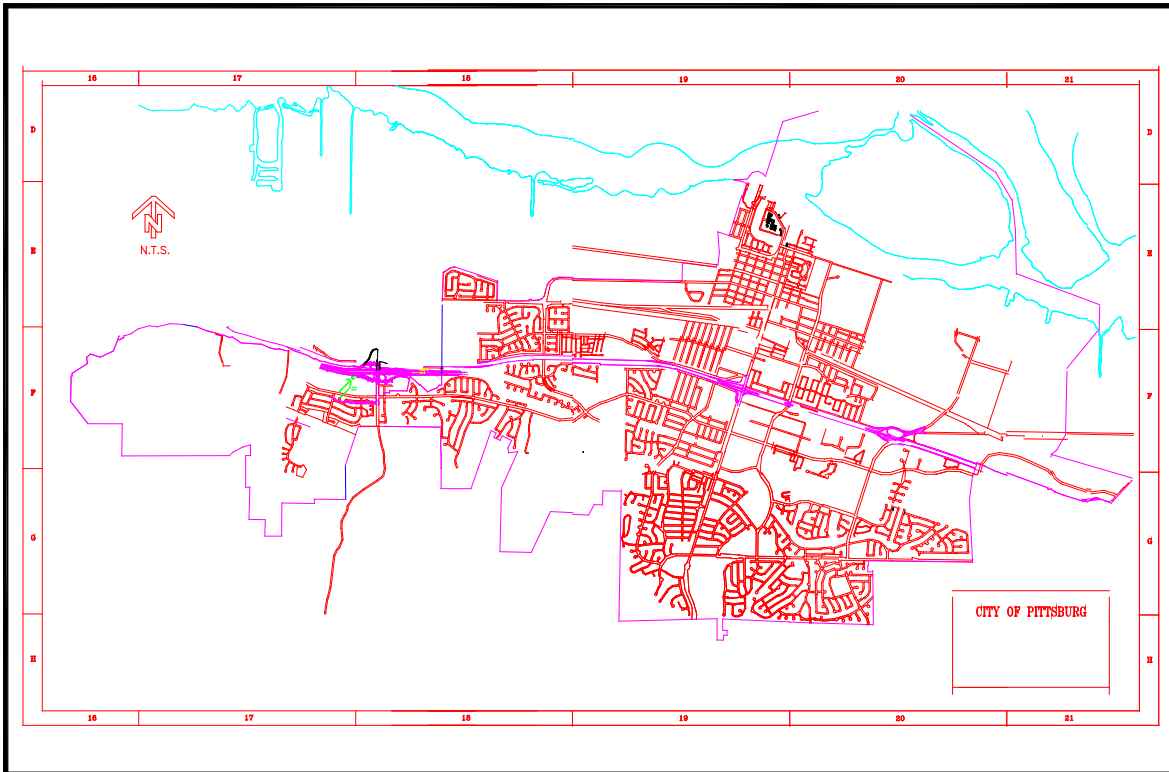 16 17 18 19 20 21
D D
N
N.T.S.
E E
F F
G G
CITY OF PITTSBURG
H H
16 17 18 19 20 21